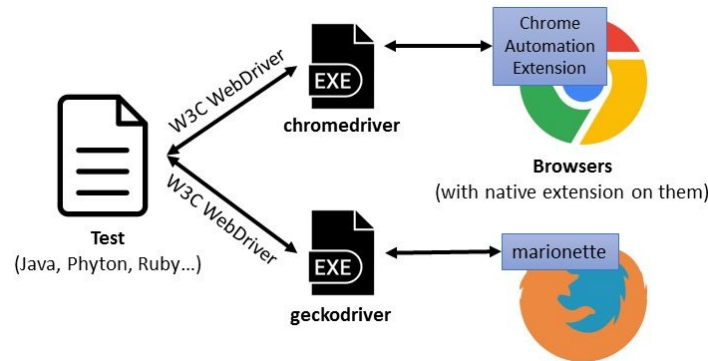 Test
(Java, Phyton, Ruby...)
W3C WebDriver
W3C WebDriver
EXE
chromedriver
EXE
geckodriver
Chrome
Automation
Extension
Browsers
(with native extension on them)
marionette